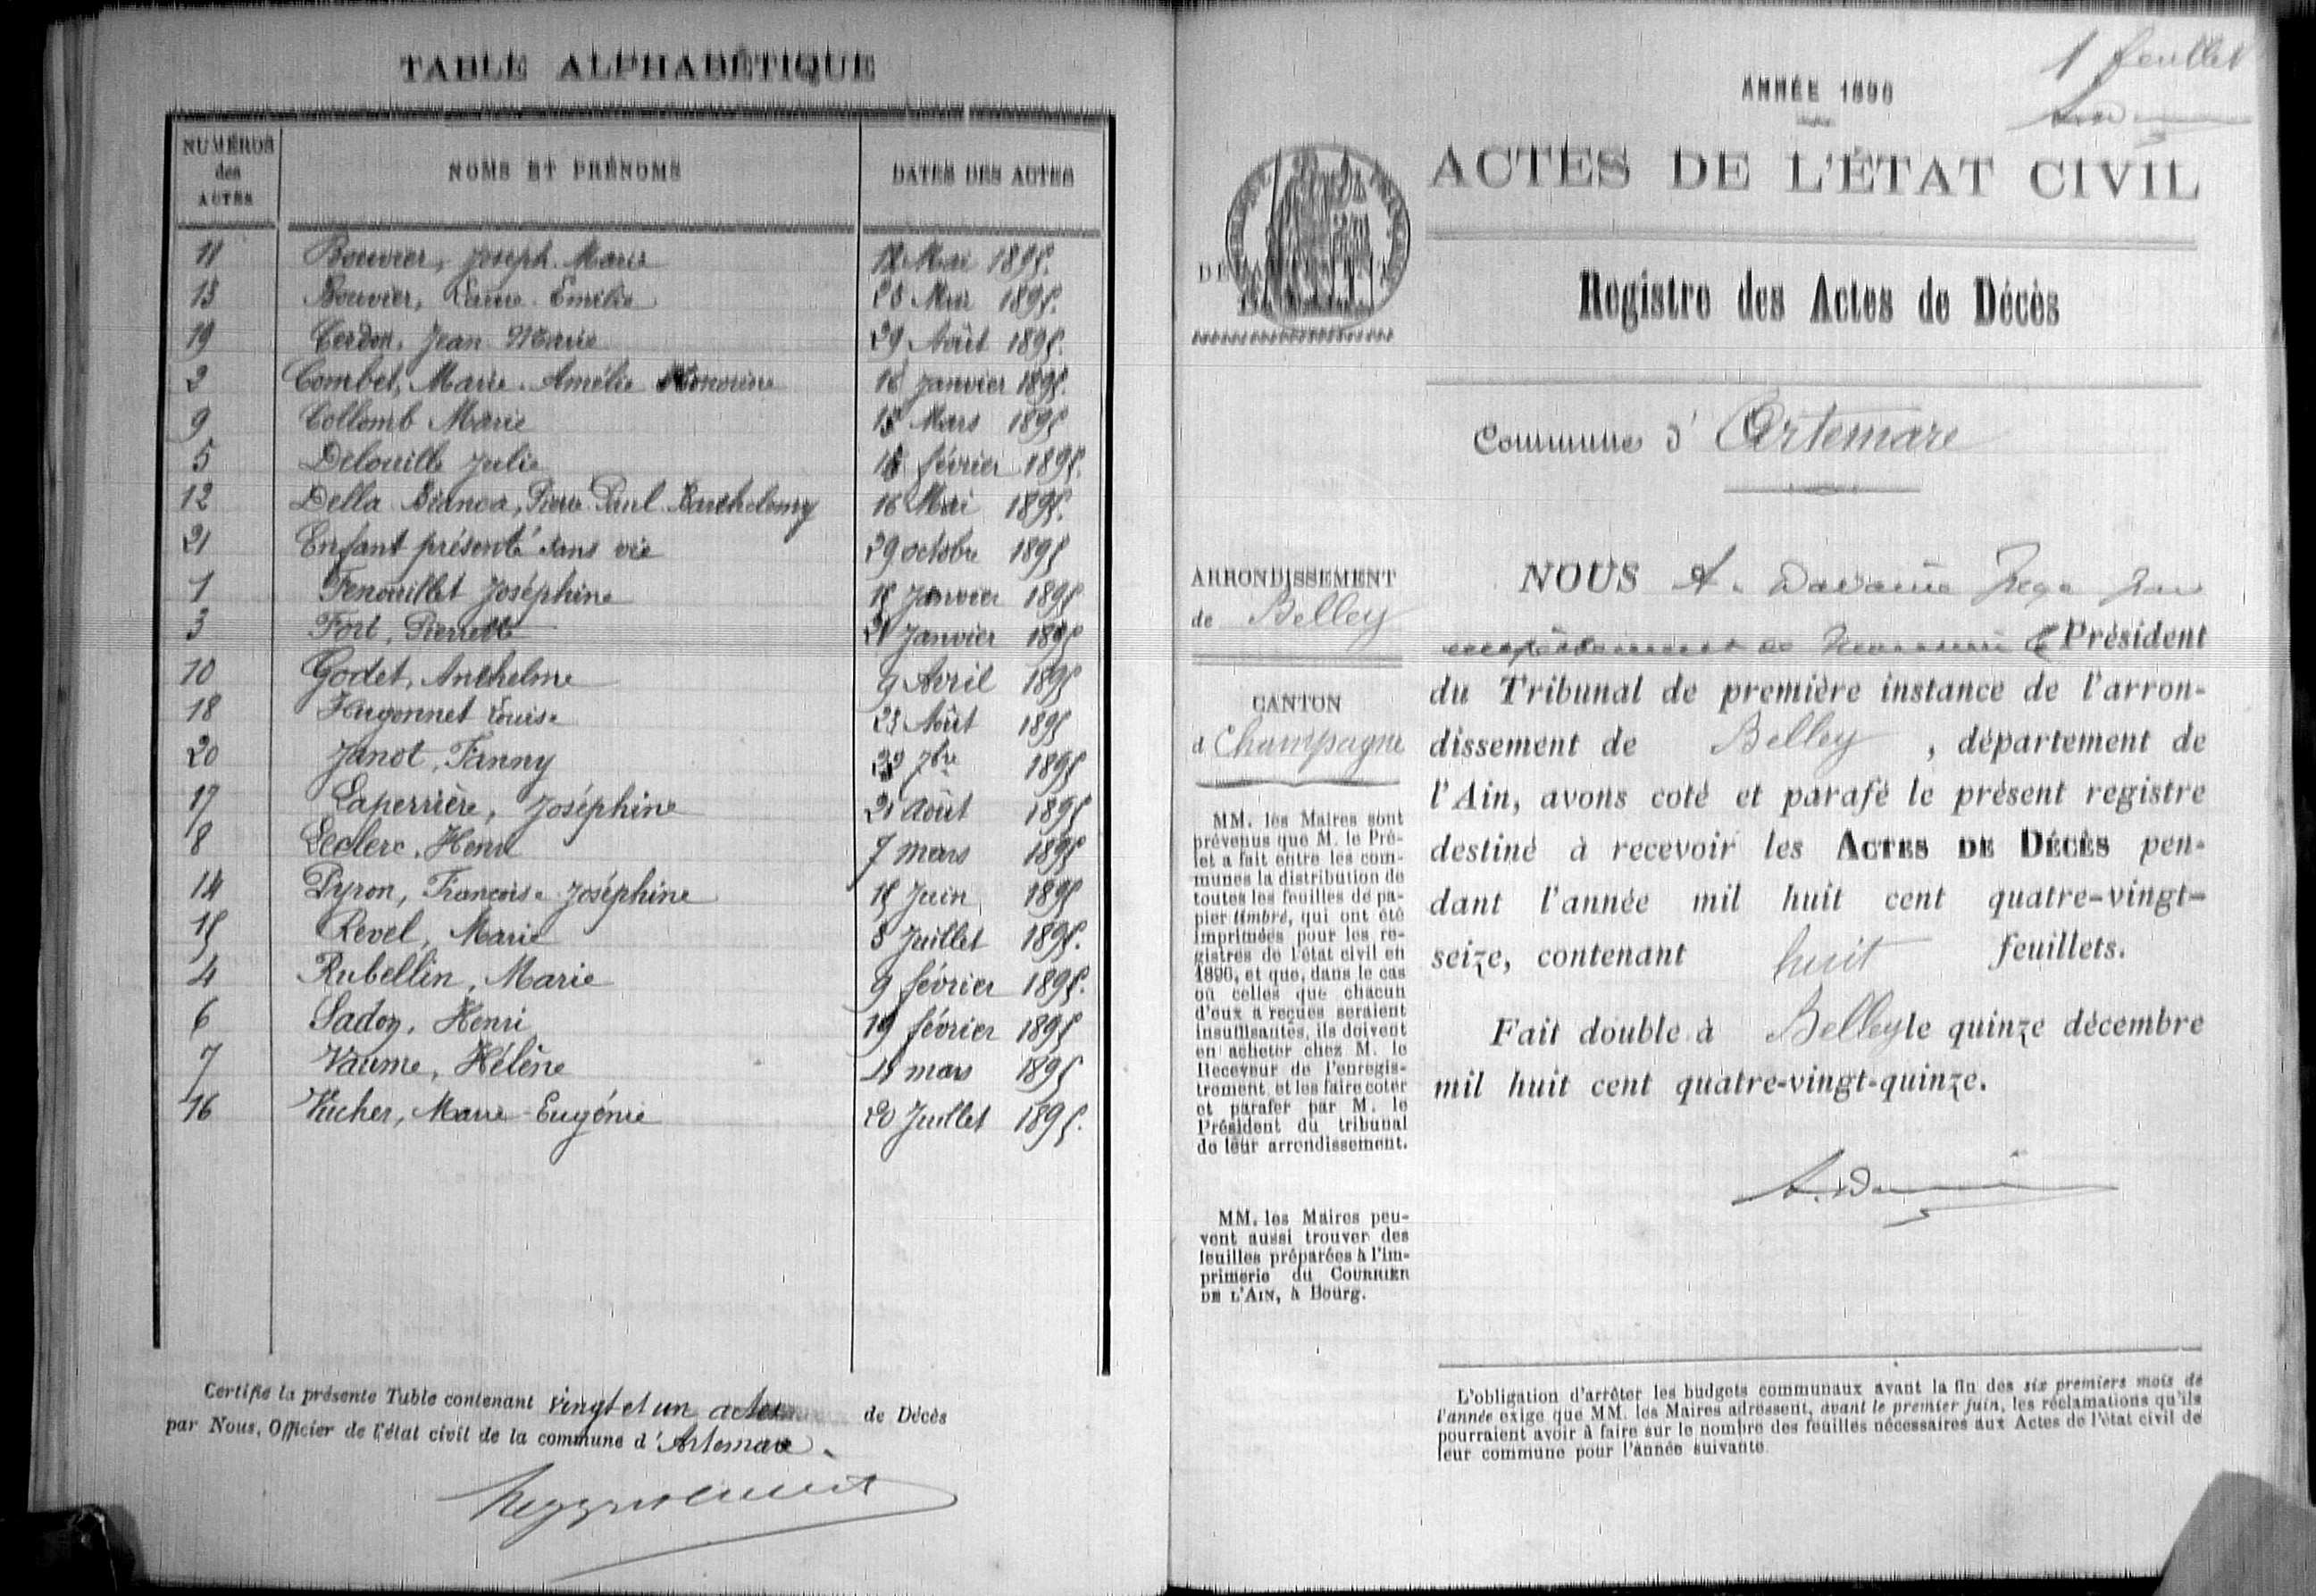 TABLE ALPHABÉTIQUE
NUMÉROS des ACTES NOMS ET PRÉNOMS DATES DES ACTES
11 Bouvier, Joseph. Marie 12 Mai 1895.
13 Bouvier, Emilie Mai 1895.
19 Cerdon, Jean Marie 29 Août 1895.
2 Combet, Marie. Amélie Honorine 16 Janvier 1895.
9 Collomb Marie 15 Mars 1895
5 Delouille Julie février 1895.
12 Della Bianca, Pierre Paul Barthelemy 16 Mai 1895.
21 Enfant présenté sans vie 29 octobre 1895
1 Fenouillet Joséphine 15 Janvier 1895
3 Fort, Pierrette 21 Janvier 1895
10 Godet, Anthelme 9 Avril 1895
18 Hugonnet Louise 23 Août 1895
20 Janot, Fanny 7bre 1895
17 Laperrière, Joséphine 21 Août 1895
8 Leclerc, Henri 7 mars 1895
14 Pyron, Françoise Joséphine 15 Juin 1895
15 Revel, Marie 8 Juillet 1895.
4 Rubellin, Marie 9 février 1895.
6 Sadoz, Henri 19 février 1895
7 Vaume, Hélène mars 1895
16 Vucher, Marie-Eugénie 20 Juillet 1895.
Certifié la présente Table contenant vingt et un actes de Décès
par Nous, Officier de l'état civil de la commune d'Artemare.
1 feuillet
ANNÉE 1896
ACTES DE L'ÉTAT CIVIL
Registre des Actes de Décès
Commune d'Artemare
ARRONDISSEMENT
de Belley
CANTON
d Champagne
MM. les Maires sont
prévenus que M. le Pré-
fet a fait entre les com-
munes la distribution de
toutes les feuilles de pa-
pier timbré, qui ont été
imprimées pour les re-
gistres de l'état civil en
1896, et que, dans le cas
où celles que chacun
d'eux a reçues seraient
insuffisantes, ils doivent
en acheter chez M. le
Receveur de l'enregis-
trement, et les faire coter
et parafer par M. le
Président du tribunal
de leur arrondissement.
MM. les Maires peu-
vent aussi trouver des
feuilles préparées à l'im-
primerie du COURRIER
DE L'AIN, à Bourg.
NOUS A.
Président
du Tribunal de première instance de l'arron-
dissement de Belley, département de
l'Ain, avons coté et parafé le présent registre
destiné à recevoir les ACTES DE DÉCÈS pen-
dant l'année mil huit cent quatre-vingt-
seize, contenant huit feuillets.
Fait double à Belley le quinze décembre
mil huit cent quatre-vingt-quinze.
L'obligation d'arrêter les budgets communaux avant la fin des six premiers mois de
l'année exige que MM. les Maires adressent, avant le premier juin, les réclamations qu'ils
pourraient avoir à faire sur le nombre des feuilles nécessaires aux Actes de l'état civil de
leur commune pour l'année suivante.